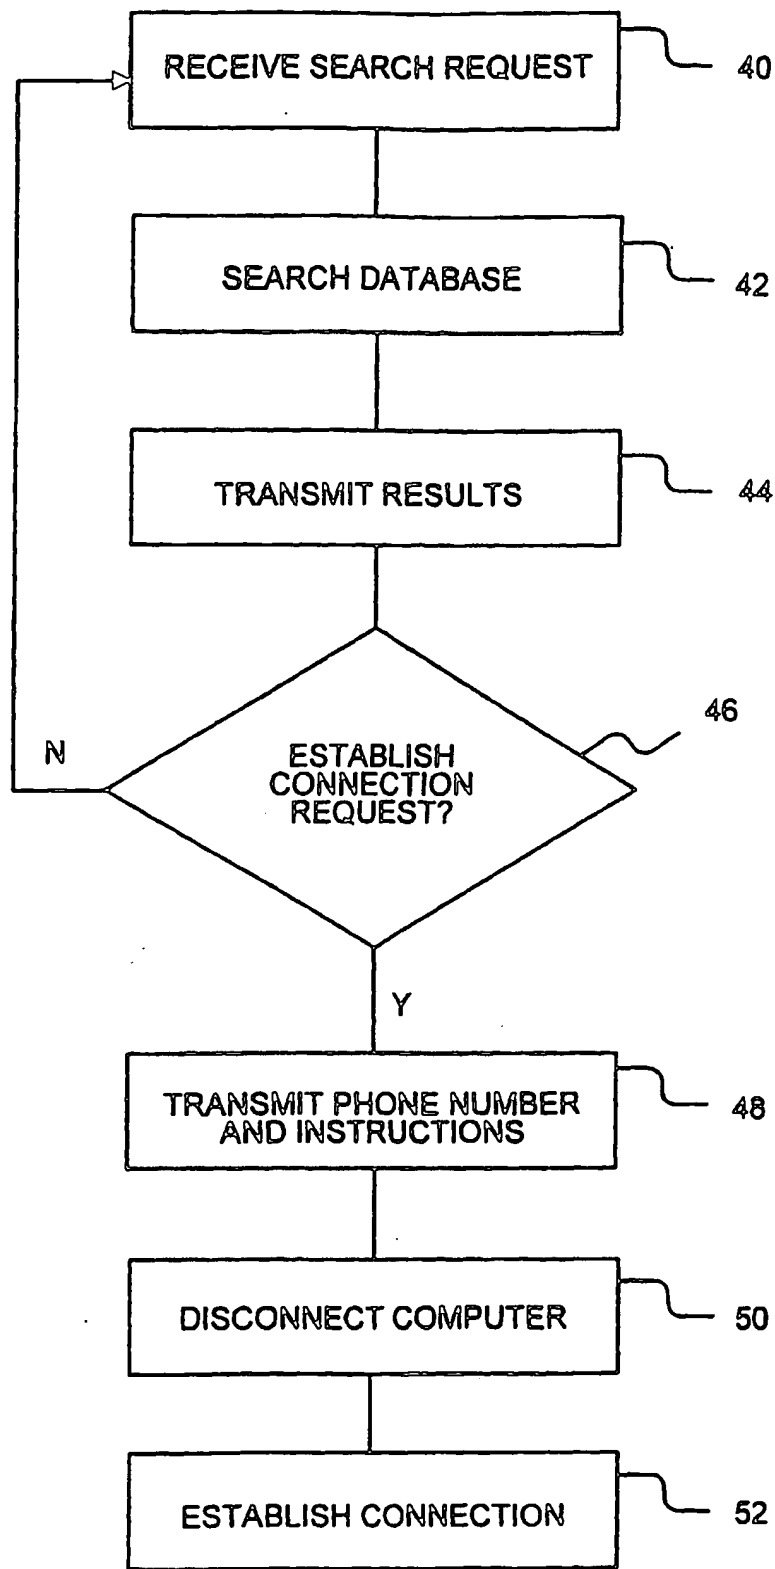 RECEIVE SEARCH REQUEST
40
SEARCH DATABASE
42
TRANSMIT RESULTS
44
46
N
ESTABLISH
CONNECTION
REQUEST?
Y
TRANSMIT PHONE NUMBER
AND INSTRUCTIONS
48
DISCONNECT COMPUTER
50
ESTABLISH CONNECTION
52